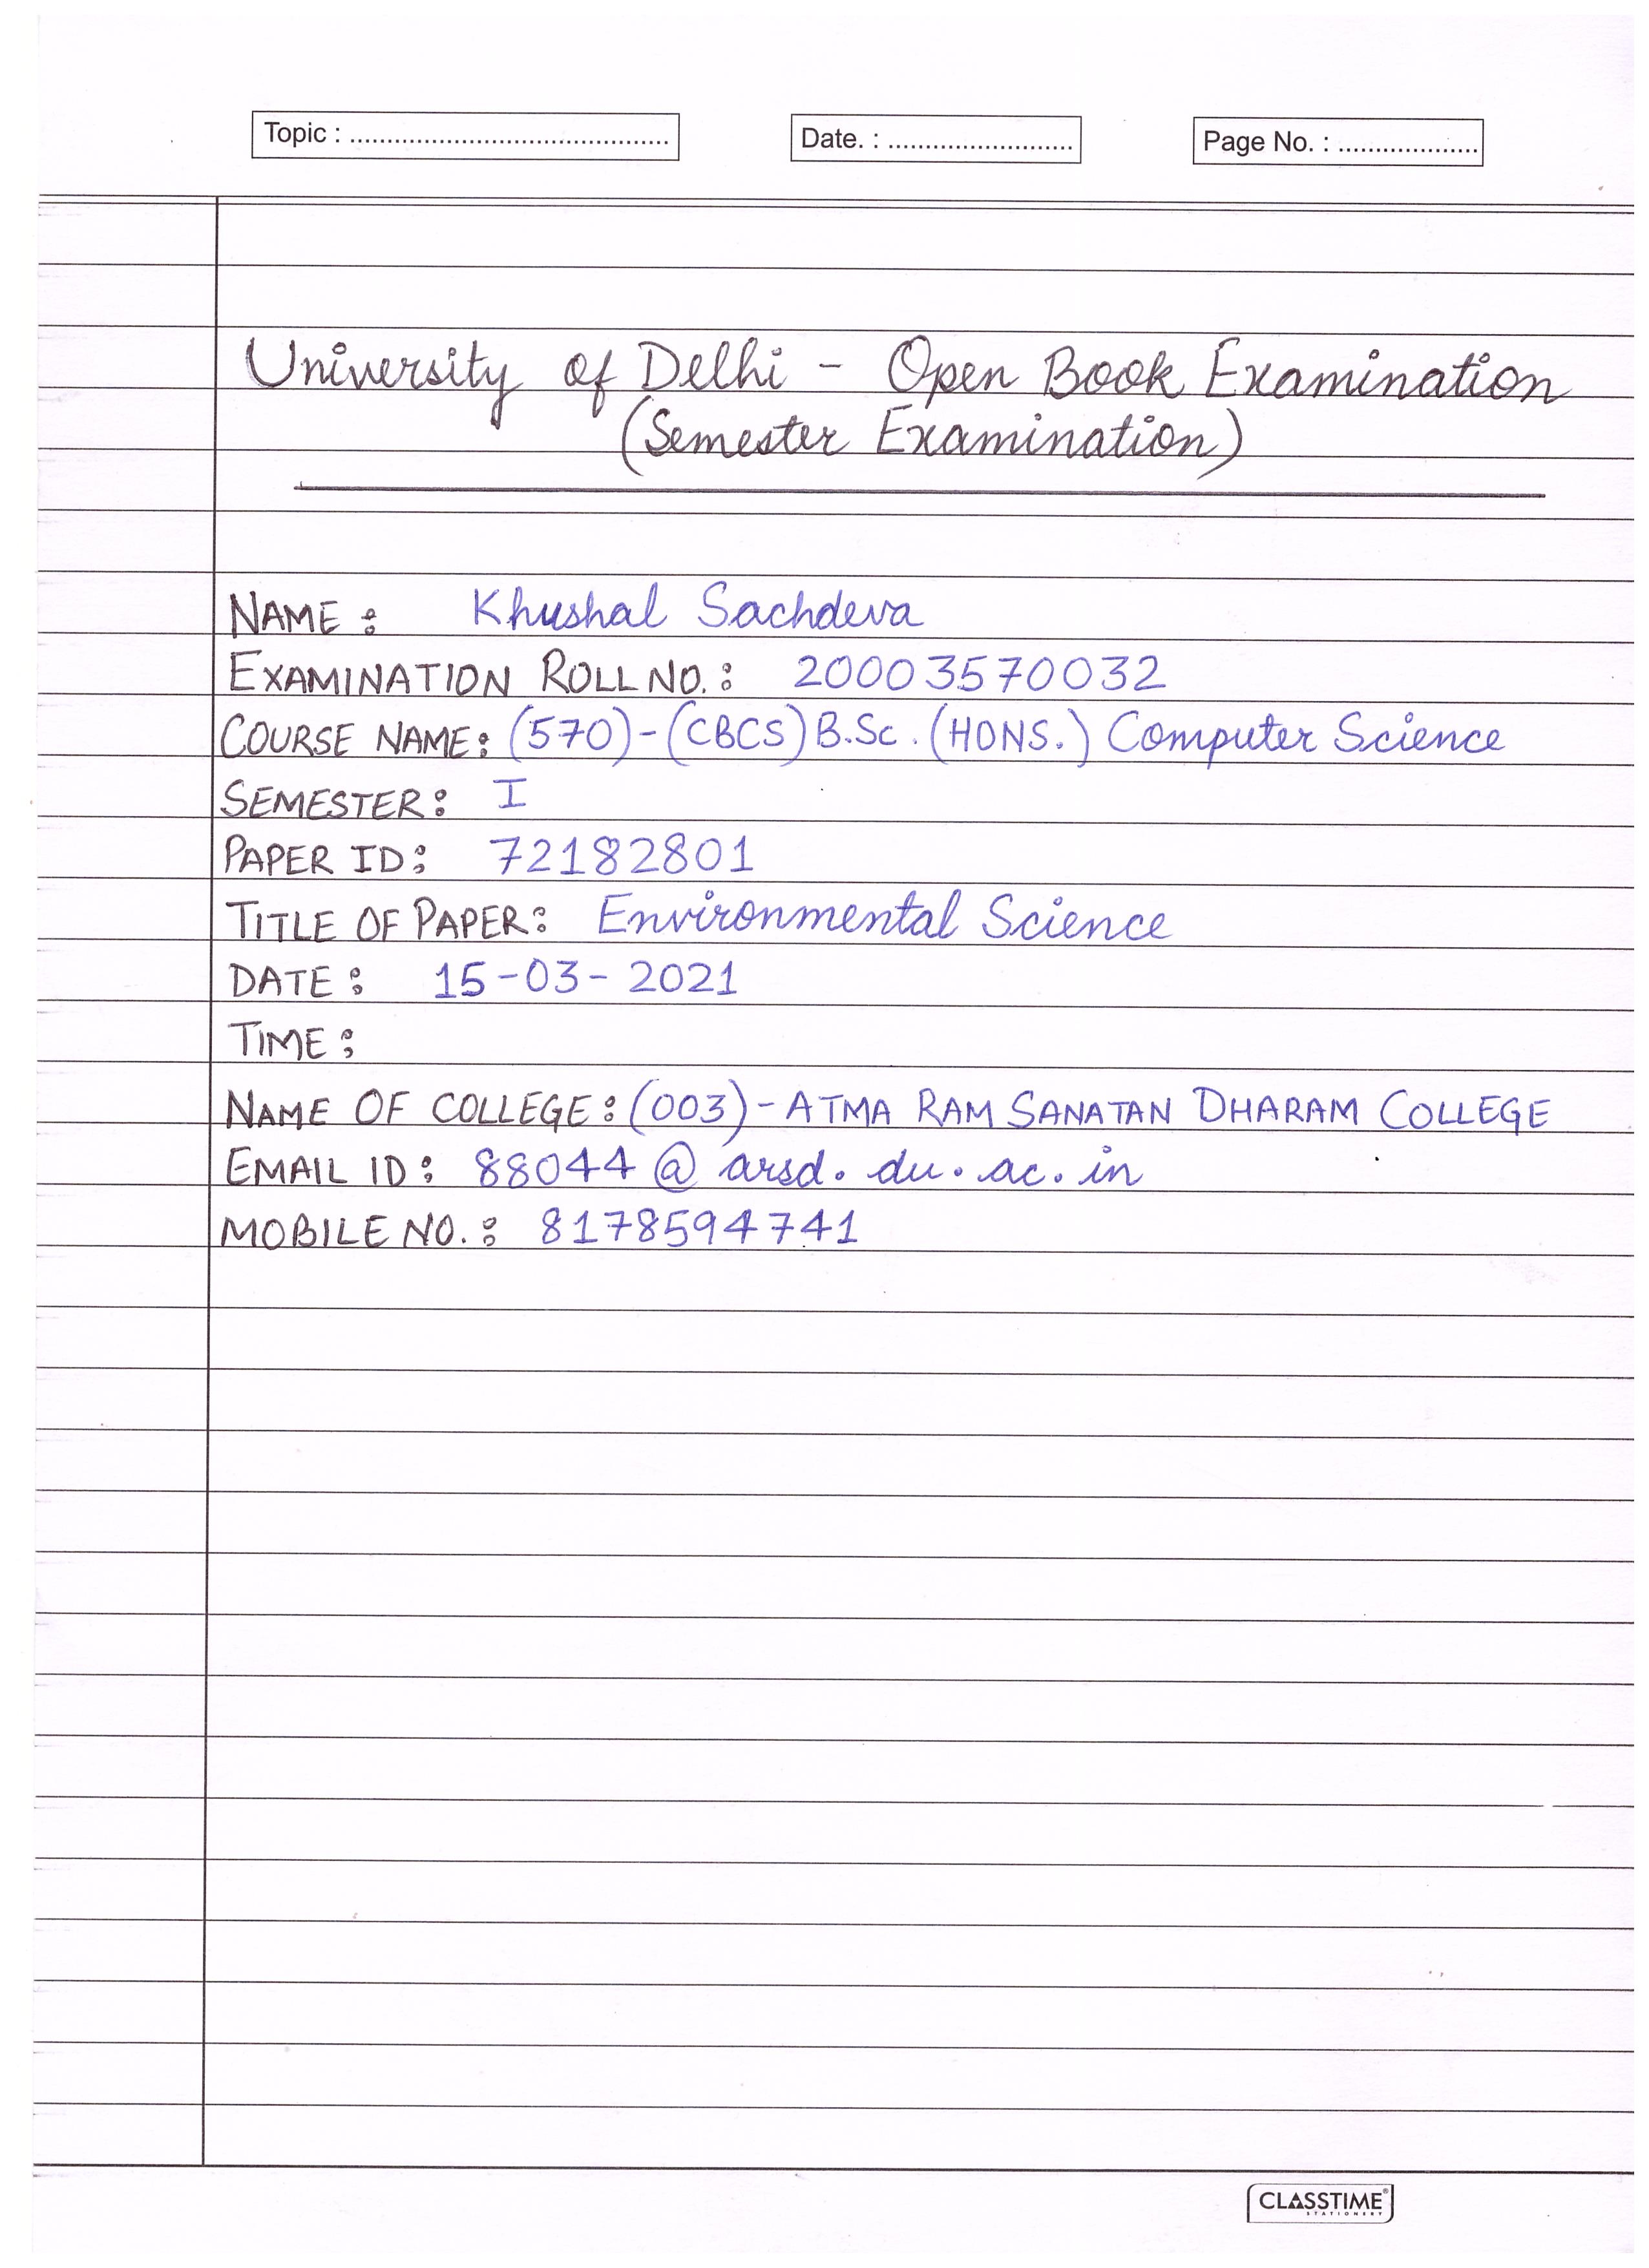 Topic : ............................................
Date. : .........................
Page No. : ...................
University of Delhi - Open Book Examination
(Semester Examination)
NAME : Khushal Sachdeva
EXAMINATION ROLL NO. : 20003570032
COURSE NAME: (570)-(CBCS) B.Sc. (HONS.) Computer Science
SEMESTER: I
PAPER ID: 72182801
TITLE OF PAPER: Environmental Science
DATE : 15-03-2021
TIME :
NAME OF COLLEGE: (003)-ATMA RAM SANATAN DHARAM COLLEGE
EMAIL ID: 88044@arsd.du.ac.in
MOBILE NO. : 8178594741
CLASSTIME
STATIONERY